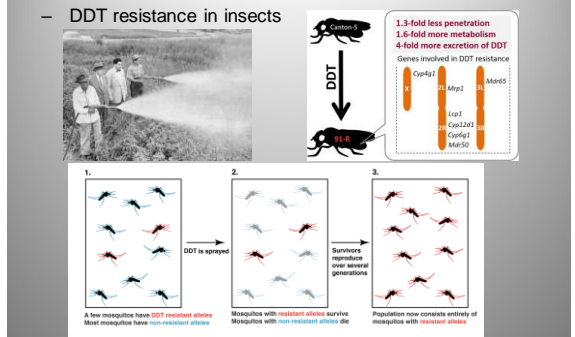 – DDT resistance in insects
Canton-S
DDT
91-R
1.3-fold less penetration
1.6-fold more metabolism
4-fold more excretion of DDT
Genes involved in DDT resistance
X
Cyp4g1
2L
Mrp1
2R
Lcp1
Cyp12d1
Cyp6g1
Mdr50
3L
Mdr65
3R
1.
2.
3.
DDT is sprayed
Survivors
reproduce
over several
generations
A few mosquitos have DDT resistant alleles
Most mosquitos have non-resistant alleles
Mosquitos with resistant alleles survive
Mosquitos with non-resistant alleles die
Population now consists entirely of
mosquitos with resistant alleles